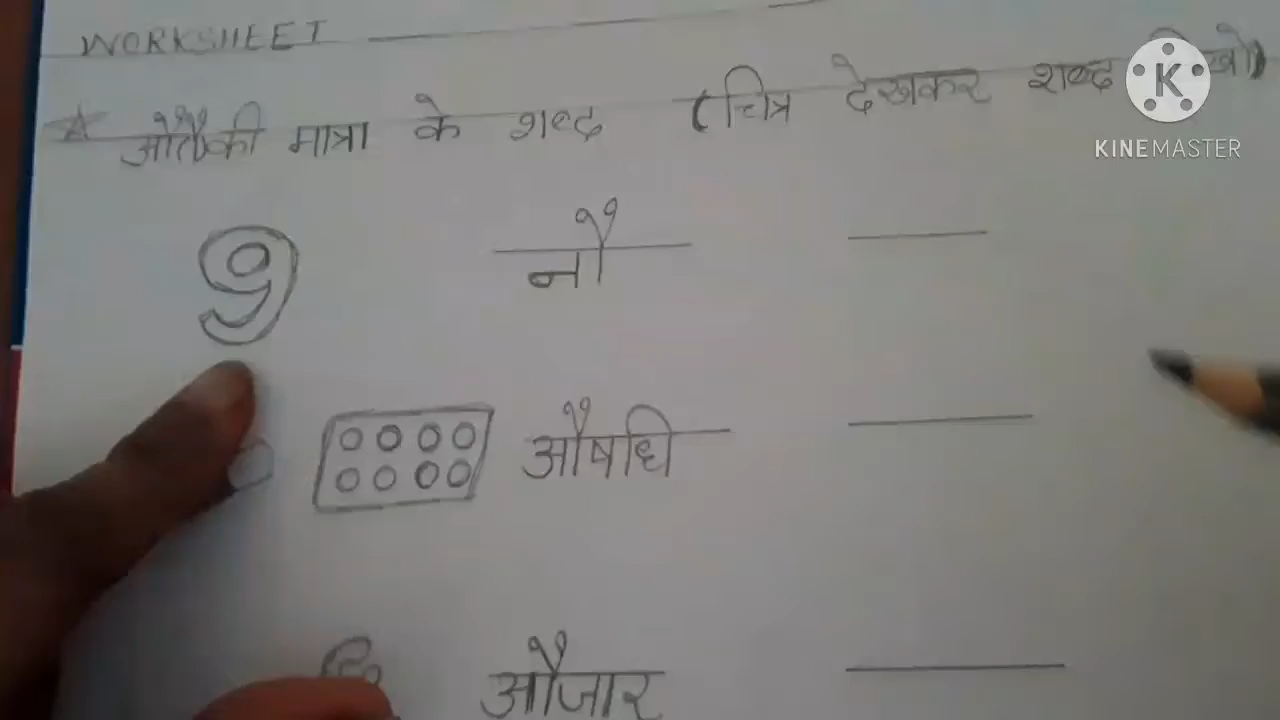 WORKSHEET
औ ौ की मात्रा के शब्द (चित्र देखकर शब्द
K
KINEMASTER
9 नौ
औषधि
औजार